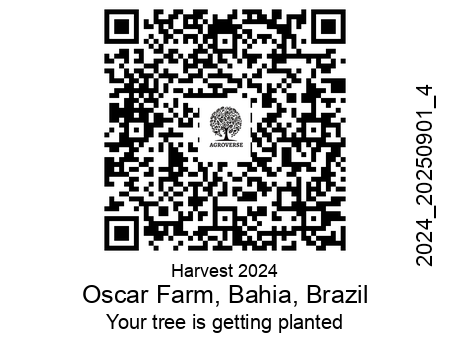 AGROVERSE
Harvest 2024
Oscar Farm, Bahia, Brazil
Your tree is getting planted
2024_20250901_4